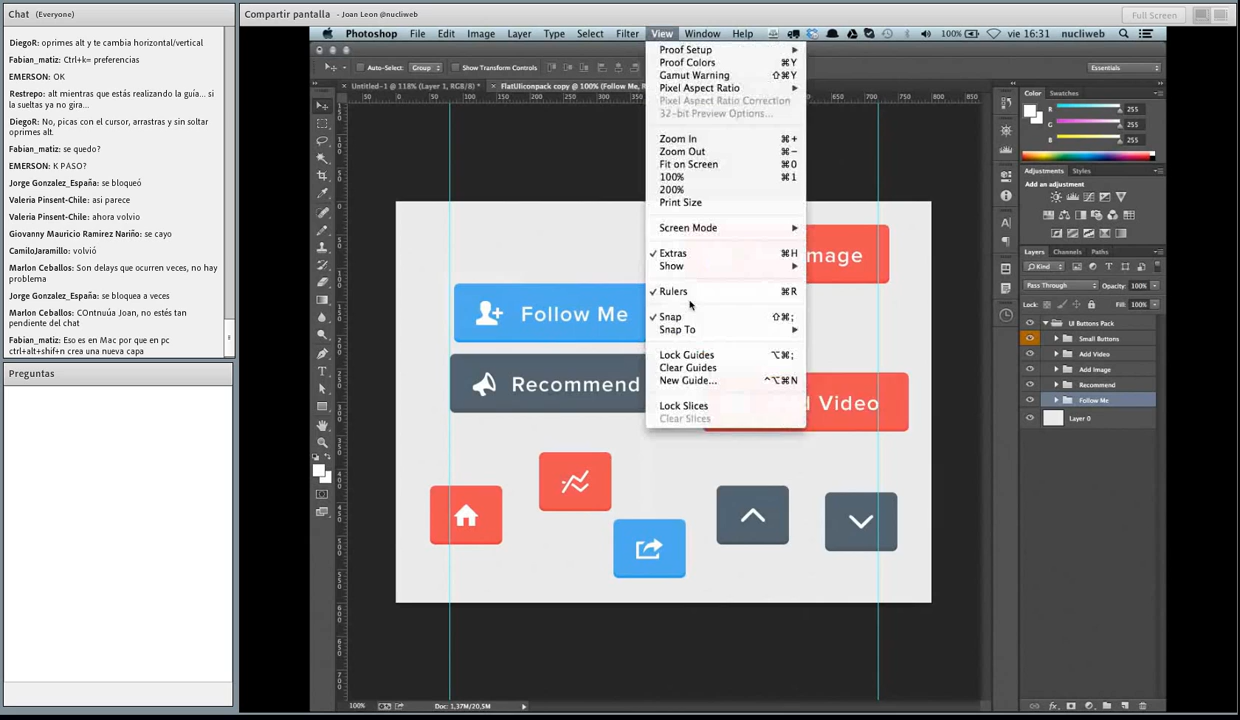 Chat (Everyone)
DiegoR: oprimes alt y te cambia horizontal/vertical
Fabian_matiz: Ctrl+k= preferencias
EMERSON: OK
Restrepo: alt mientras que estás realizando la guía... si
la sueltas ya no gira...
DiegoR: No, picas con el cursor, arrastras y sin soltar
oprimes alt.
Fabian_matiz: se quedo?
EMERSON: K PASO?
Jorge Gonzalez_España: se bloqueó
Valeria Pinsent-Chile: asi parece
Valeria Pinsent-Chile: ahora volvio
Giovanny Mauricio Ramirez Nariño: se cayo
CamiloJaramillo: volvió
Marlon Ceballos: Son delays que ocurren veces, no hay
problema
Jorge Gonzalez_España: se bloquea a veces
Marlon Ceballos: COntnuúa Joan, no estés tan
pendiente del chat
Fabian_matiz: Eso es en Mac por que en pc
ctrl+alt+shif+n crea una nueva capa
Preguntas
Compartir pantalla - Joan Leon @nucliweb
Full Screen
Photoshop File Edit Image Layer Type Select Filter View Window Help 100% vie 16:31 nucliweb
Auto-Select: Group Show Transform Controls Essentials
Untitled-1 @ 118% (Layer 1, RGB/8) * FlatUIiconpack copy @ 100% (Follow Me, R
Proof Setup
Proof Colors ⌘Y
Gamut Warning ⇧⌘Y
Pixel Aspect Ratio
Pixel Aspect Ratio Correction
32-bit Preview Options...
Zoom In ⌘+
Zoom Out ⌘−
Fit on Screen ⌘0
100% ⌘1
200%
Print Size
Screen Mode
Extras ⌘H
Show
Rulers ⌘R
Snap ⇧⌘;
Snap To
Lock Guides ⌥⌘;
Clear Guides
New Guide... ^⌥⌘N
Lock Slices
Clear Slices
mage
Follow Me
Recommend
Video
Color Swatches
R 255
G 255
B 255
Adjustments Styles
Add an adjustment
Layers Channels Paths
Kind
Pass Through Opacity: 100%
Lock: Fill: 100%
UI Buttons Pack
Small Buttons
Add Video
Add Image
Recommend
Follow Me
Layer 0
100% Doc: 1,37M/20,5M